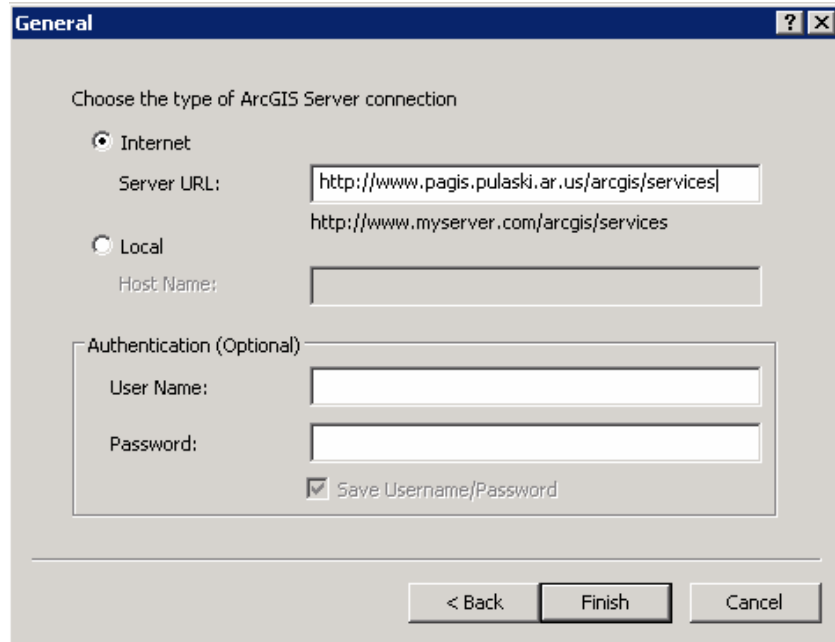 General
Choose the type of ArcGIS Server connection
Internet
Server URL: http://www.pagis.pulaski.ar.us/arcgis/services
http://www.myserver.com/arcgis/services
Local
Host Name:
Authentication (Optional)
User Name:
Password:
Save Username/Password
< Back Finish Cancel